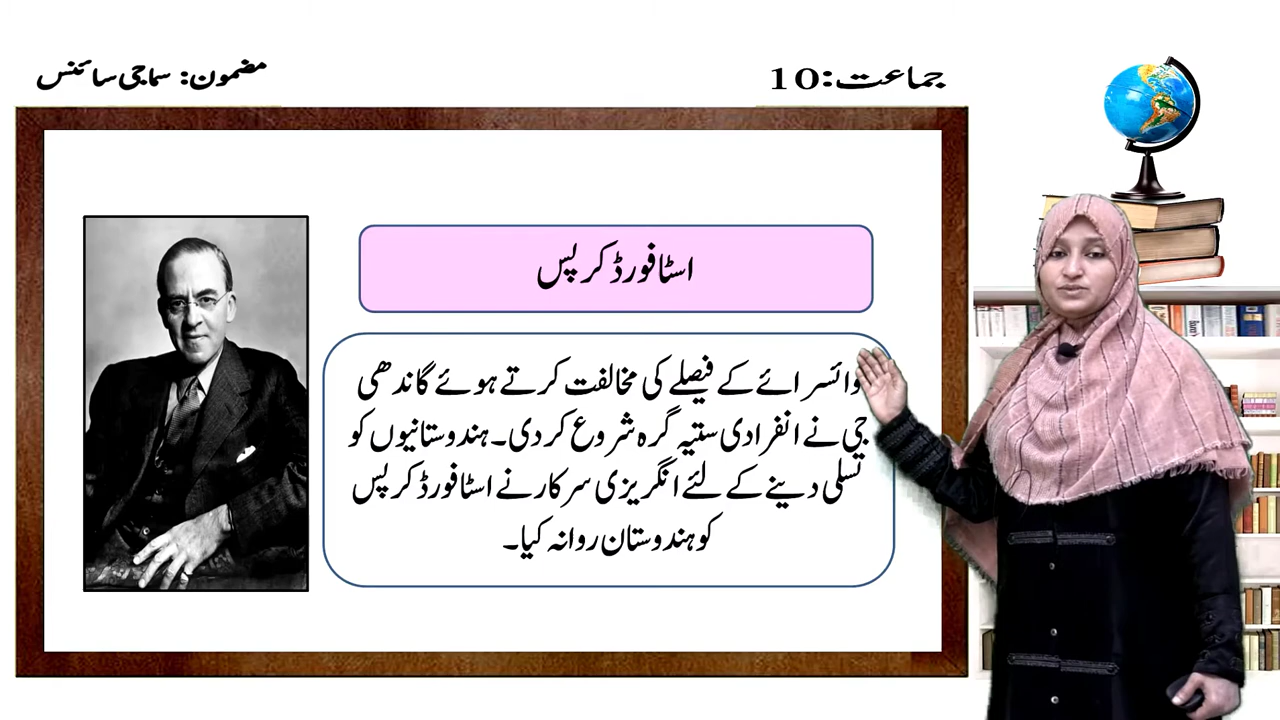 جماعت:10
مضمون: سماجی سائنس
اسٹافورڈ کرپس
وائسرائے کے فیصلے کی مخالفت کرتے ہوئے گاندھی
جی نے انفرادی ستیہ گرہ شروع کردی۔ ہندوستانیوں کو
تسلی دینے کے لئے انگریزی سرکار نے اسٹافورڈ کرپس
کو ہندوستان روانہ کیا۔